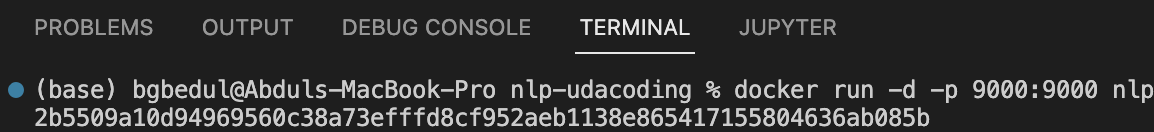 PROBLEMS OUTPUT DEBUG CONSOLE TERMINAL JUPYTER
(base) bgbedul@Abduls-MacBook-Pro nlp-udacoding % docker run -d -p 9000:9000 nlp
2b5509a10d94969560c38a73efffd8cf952aeb1138e865417155804636ab085b